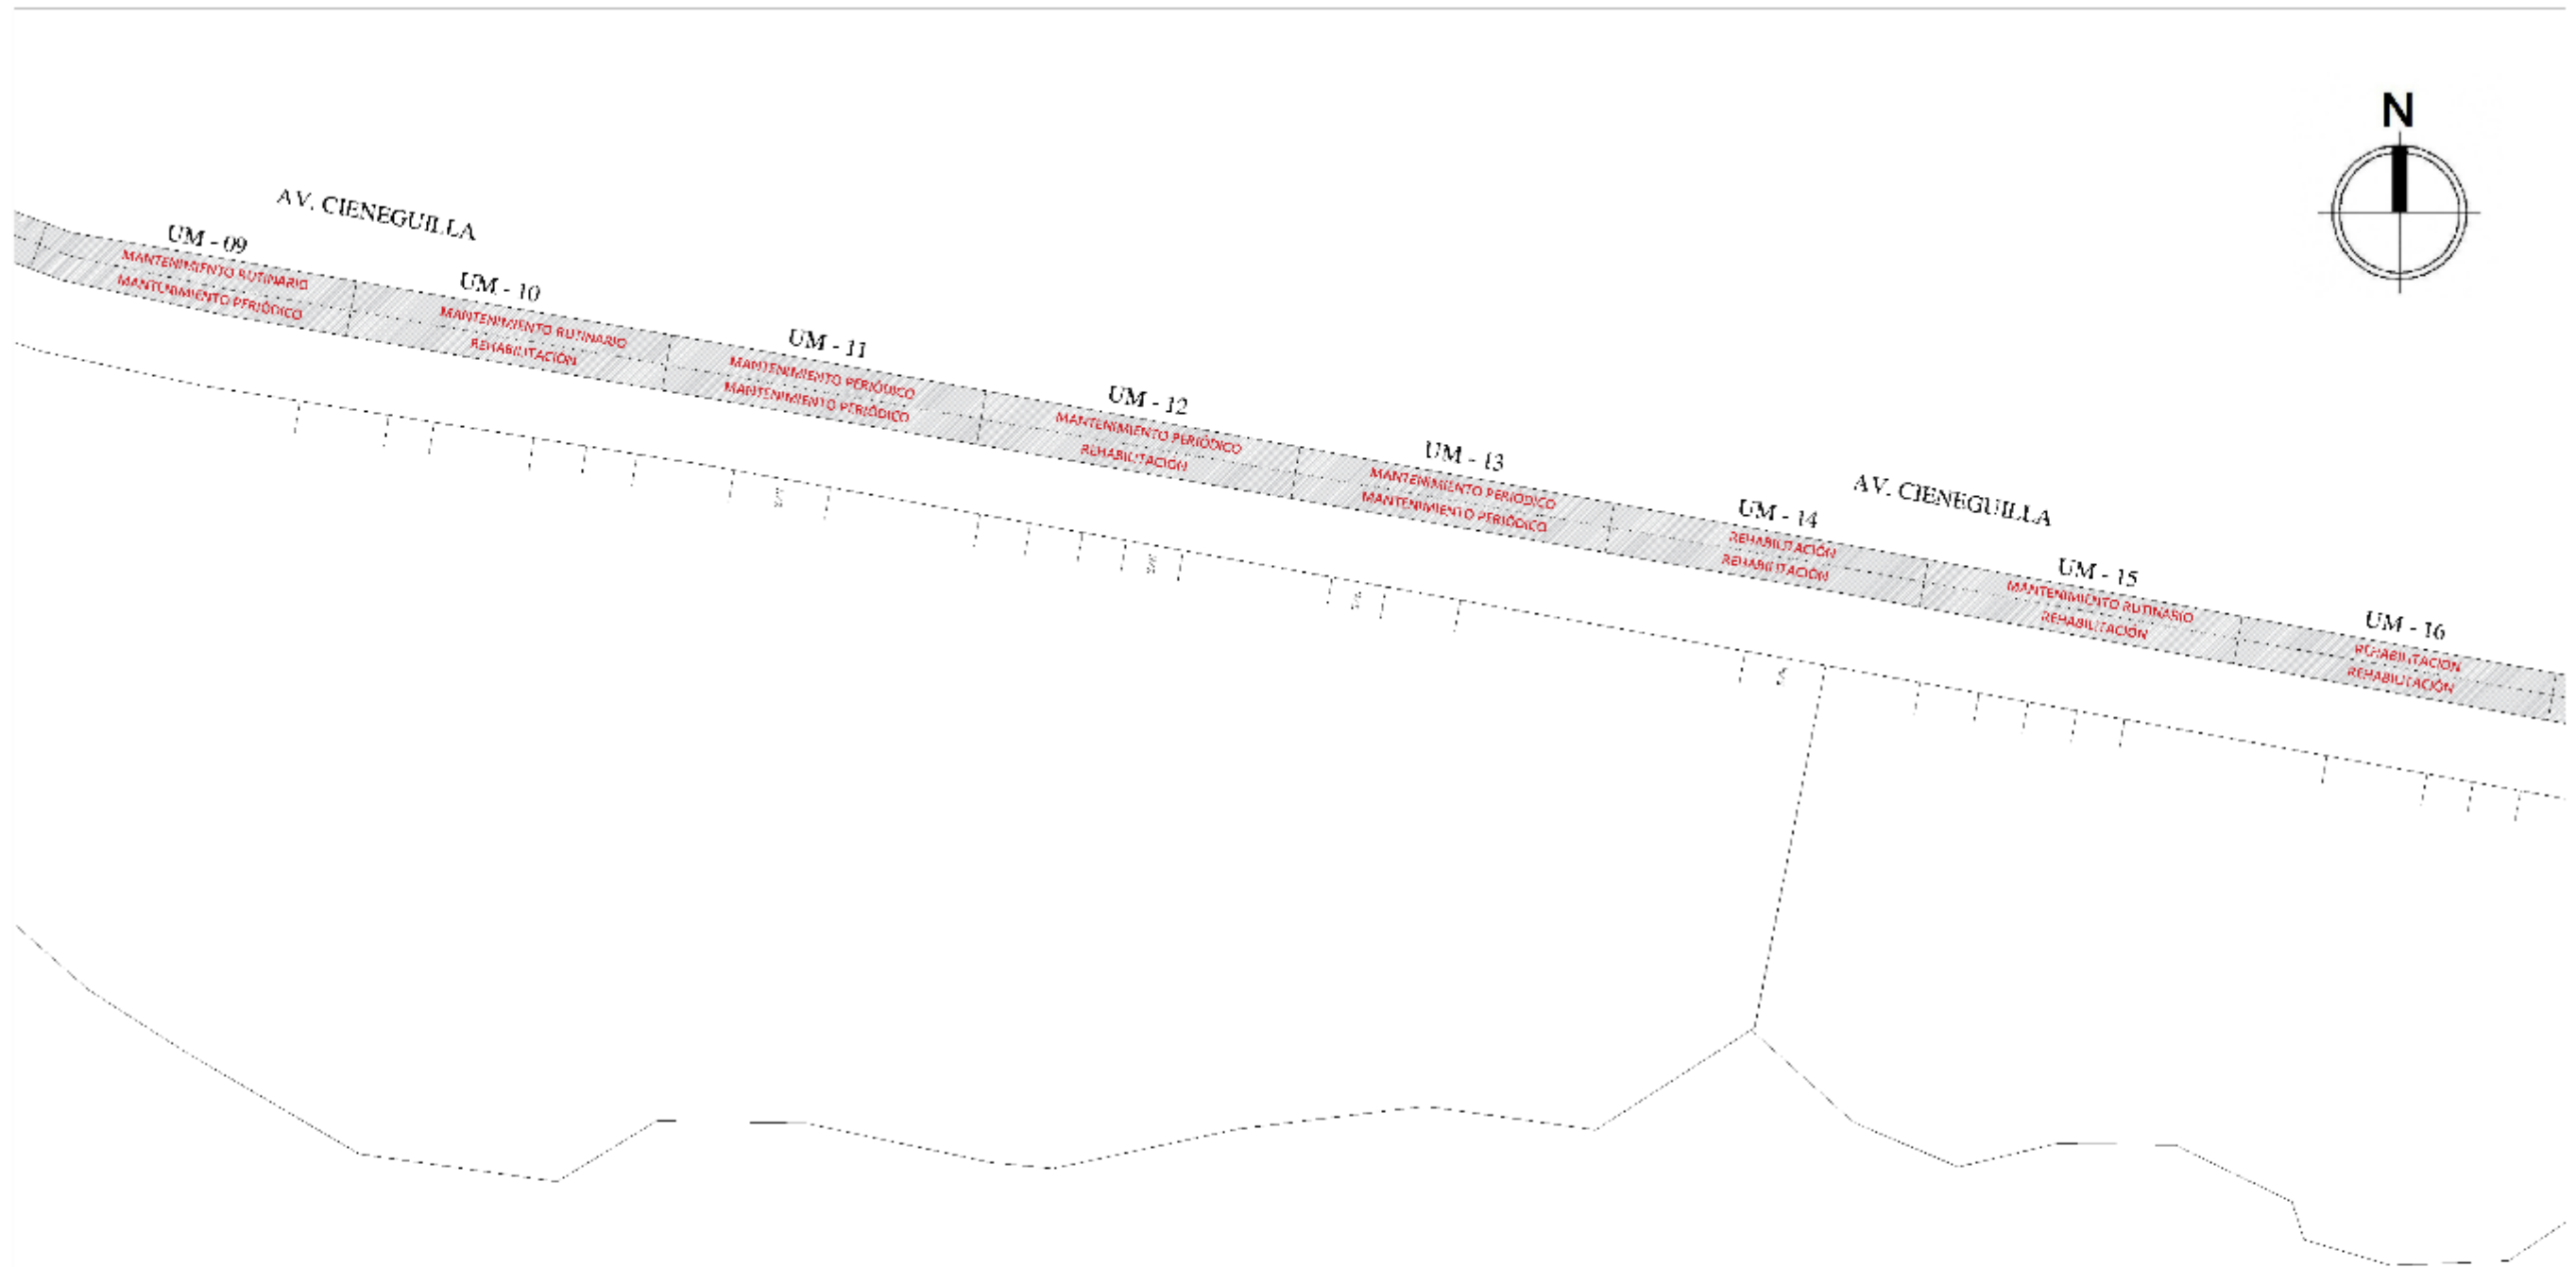 N
AV. CIENEGUILLA
UM - 09
MANTENIMIENTO RUTINARIO
MANTENIMIENTO PERIÓDICO
UM - 10
MANTENIMIENTO RUTINARIO
REHABILITACIÓN
UM - 11
MANTENIMIENTO PERIÓDICO
MANTENIMIENTO PERIÓDICO
UM - 12
MANTENIMIENTO PERIÓDICO
REHABILITACIÓN
UM - 13
MANTENIMIENTO PERIÓDICO
MANTENIMIENTO PERIÓDICO
AV. CIENEGUILLA
UM - 14
REHABILITACIÓN
REHABILITACIÓN
UM - 15
MANTENIMIENTO RUTINARIO
REHABILITACIÓN
UM - 16
REHABILITACIÓN
REHABILITACIÓN